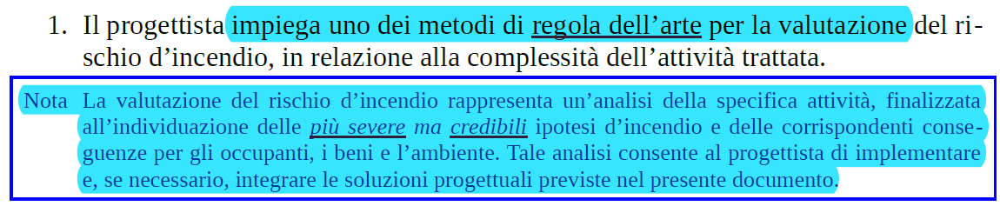 1. Il progettista impiega uno dei metodi di regola dell’arte per la valutazione del ri-
schio d’incendio, in relazione alla complessità dell’attività trattata.
Nota La valutazione del rischio d’incendio rappresenta un’analisi della specifica attività, finalizzata
all’individuazione delle più severe ma credibili ipotesi d’incendio e delle corrispondenti conse-
guenze per gli occupanti, i beni e l’ambiente. Tale analisi consente al progettista di implementare
e, se necessario, integrare le soluzioni progettuali previste nel presente documento.